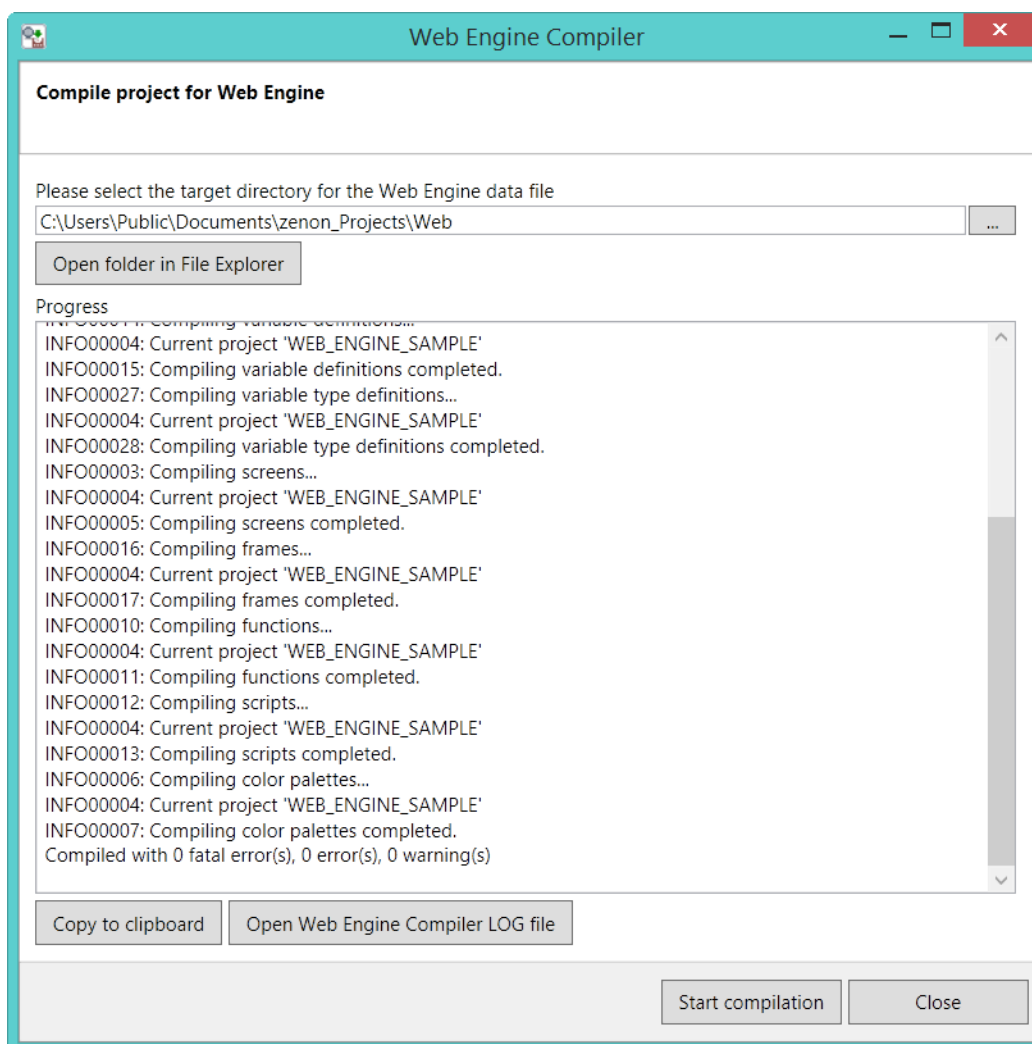 Web Engine Compiler
Compile project for Web Engine
Please select the target directory for the Web Engine data file
C:\Users\Public\Documents\zenon_Projects\Web
...
Open folder in File Explorer
Progress
INFO00014: Compiling variable definitions...
INFO00004: Current project 'WEB_ENGINE_SAMPLE'
INFO00015: Compiling variable definitions completed.
INFO00027: Compiling variable type definitions...
INFO00004: Current project 'WEB_ENGINE_SAMPLE'
INFO00028: Compiling variable type definitions completed.
INFO00003: Compiling screens...
INFO00004: Current project 'WEB_ENGINE_SAMPLE'
INFO00005: Compiling screens completed.
INFO00016: Compiling frames...
INFO00004: Current project 'WEB_ENGINE_SAMPLE'
INFO00017: Compiling frames completed.
INFO00010: Compiling functions...
INFO00004: Current project 'WEB_ENGINE_SAMPLE'
INFO00011: Compiling functions completed.
INFO00012: Compiling scripts...
INFO00004: Current project 'WEB_ENGINE_SAMPLE'
INFO00013: Compiling scripts completed.
INFO00006: Compiling color palettes...
INFO00004: Current project 'WEB_ENGINE_SAMPLE'
INFO00007: Compiling color palettes completed.
Compiled with 0 fatal error(s), 0 error(s), 0 warning(s)
Copy to clipboard
Open Web Engine Compiler LOG file
Start compilation
Close